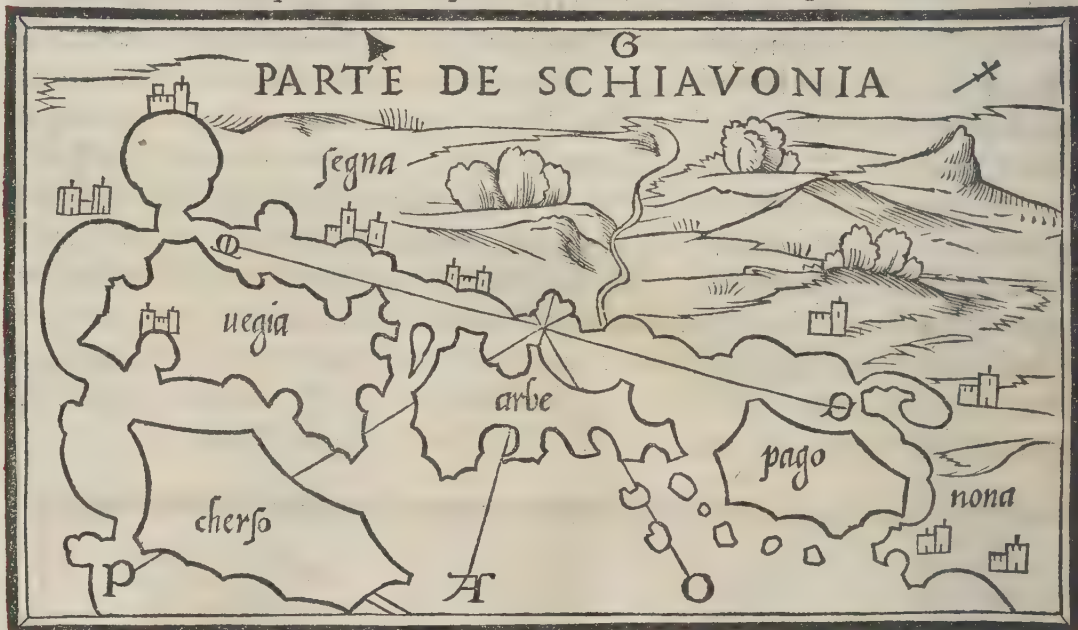 G
PARTE DE SCHIAVONIA
ſegna
uegia
arbe
pago
nona
cherſo
P
A
O